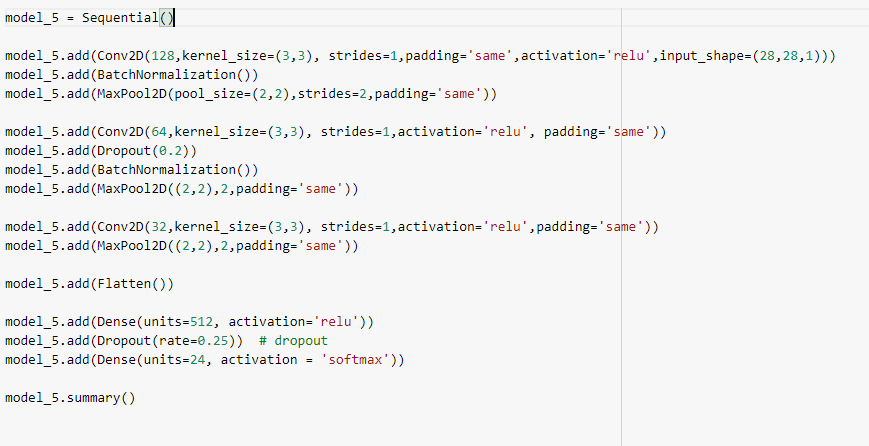 model_5 = Sequential()
model_5.add(Conv2D(128,kernel_size=(3,3), strides=1,padding='same',activation='relu',input_shape=(28,28,1)))
model_5.add(BatchNormalization())
model_5.add(MaxPool2D(pool_size=(2,2),strides=2,padding='same'))
model_5.add(Conv2D(64,kernel_size=(3,3), strides=1,activation='relu', padding='same'))
model_5.add(Dropout(0.2))
model_5.add(BatchNormalization())
model_5.add(MaxPool2D((2,2),2,padding='same'))
model_5.add(Conv2D(32,kernel_size=(3,3), strides=1,activation='relu',padding='same'))
model_5.add(MaxPool2D((2,2),2,padding='same'))
model_5.add(Flatten())
model_5.add(Dense(units=512, activation='relu'))
model_5.add(Dropout(rate=0.25))  # dropout
model_5.add(Dense(units=24, activation = 'softmax'))
model_5.summary()